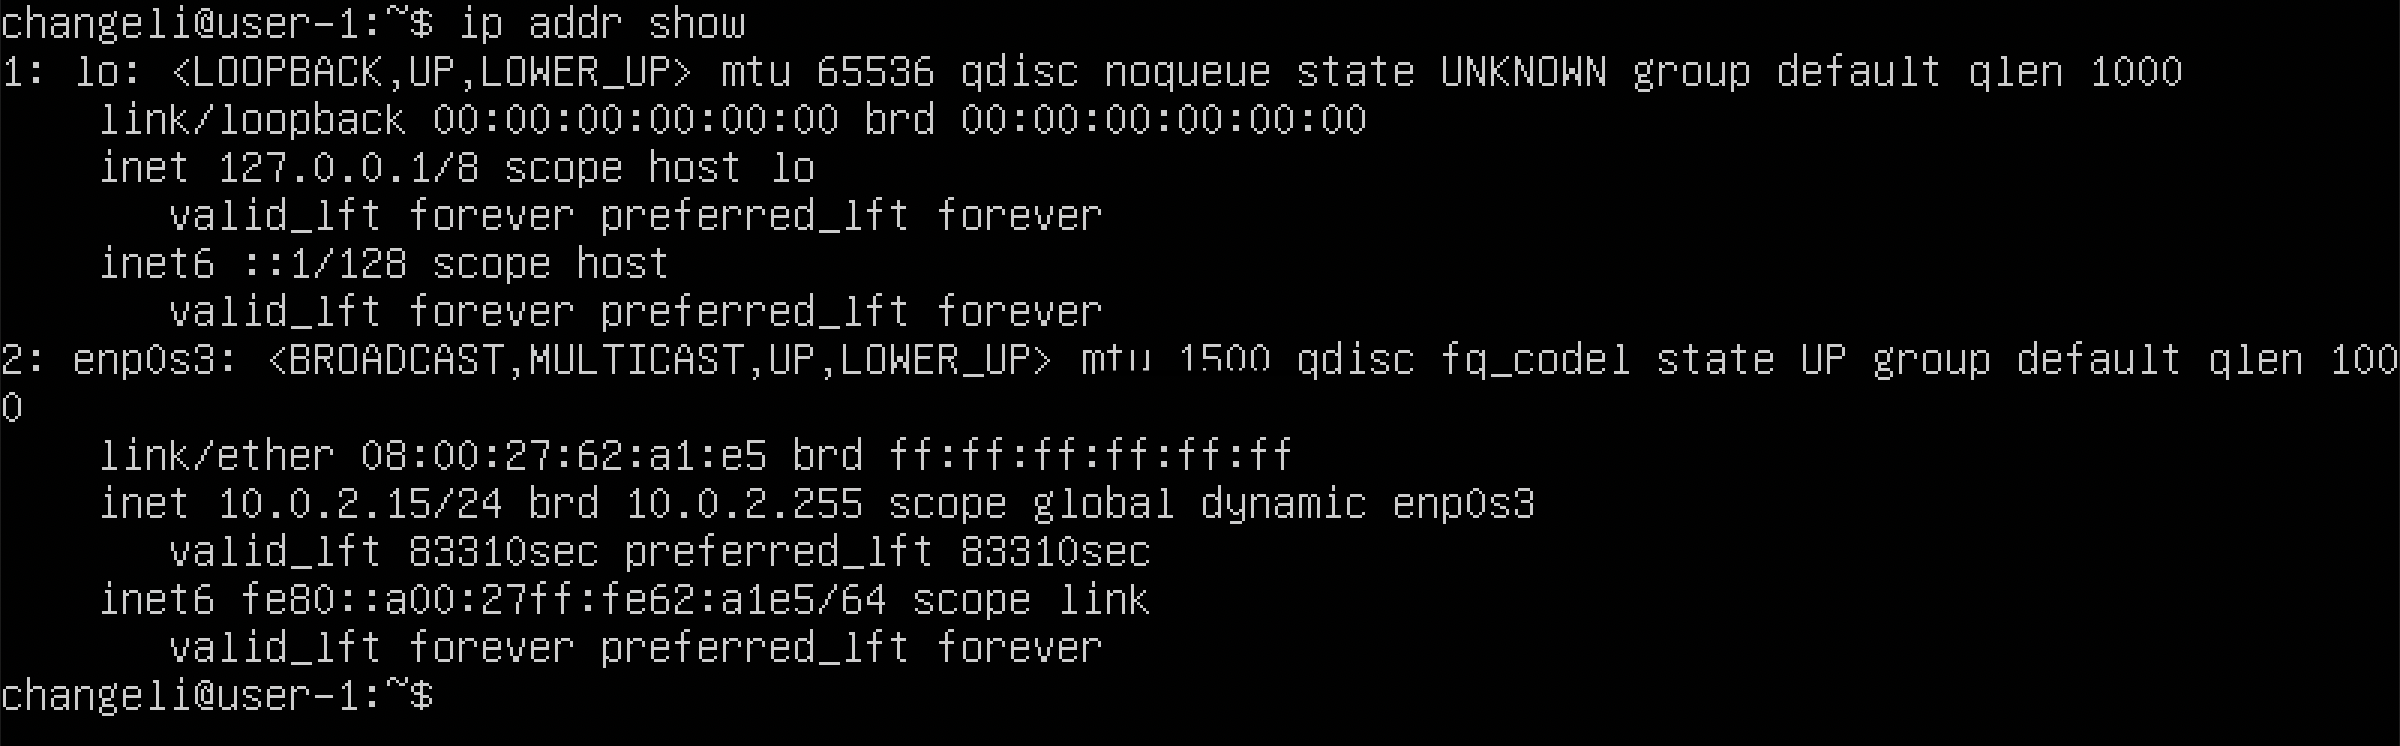 changeli@user-1:~$ ip addr show
1: lo: <LOOPBACK,UP,LOWER_UP> mtu 65536 qdisc noqueue state UNKNOWN group default qlen 1000
    link/loopback 00:00:00:00:00:00 brd 00:00:00:00:00:00
    inet 127.0.0.1/8 scope host lo
       valid_lft forever preferred_lft forever
    inet6 ::1/128 scope host
       valid_lft forever preferred_lft forever
2: enp0s3: <BROADCAST,MULTICAST,UP,LOWER_UP> mtu 1500 qdisc fq_codel state UP group default qlen 100
0
    link/ether 08:00:27:62:a1:e5 brd ff:ff:ff:ff:ff:ff
    inet 10.0.2.15/24 brd 10.0.2.255 scope global dynamic enp0s3
       valid_lft 83310sec preferred_lft 83310sec
    inet6 fe80::a00:27ff:fe62:a1e5/64 scope link
       valid_lft forever preferred_lft forever
changeli@user-1:~$